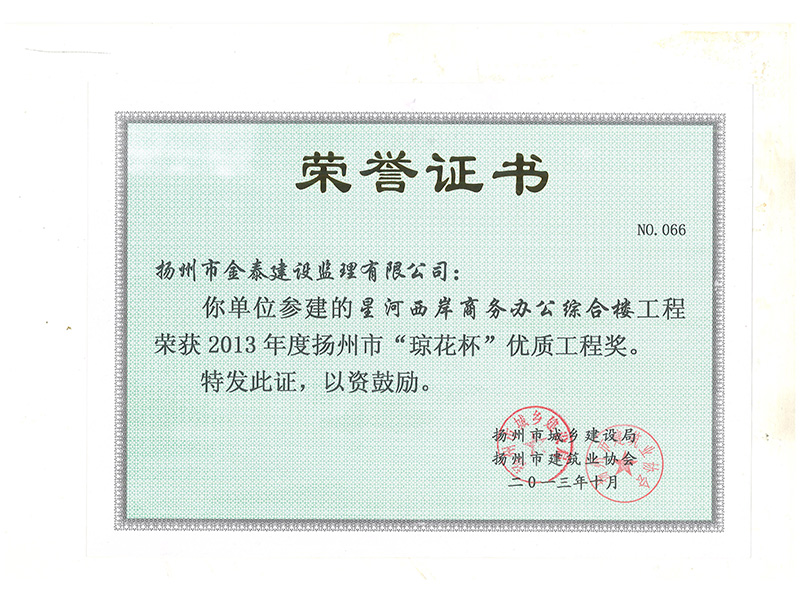 荣誉证书
NO.066
扬州市金泰建设监理有限公司：
你单位参建的星河西岸商务办公综合楼工程
荣获2013年度扬州市“琼花杯”优质工程奖。
特发此证，以资鼓励。
扬州市城乡建设局
扬州市建筑业协会
二0一三年十月